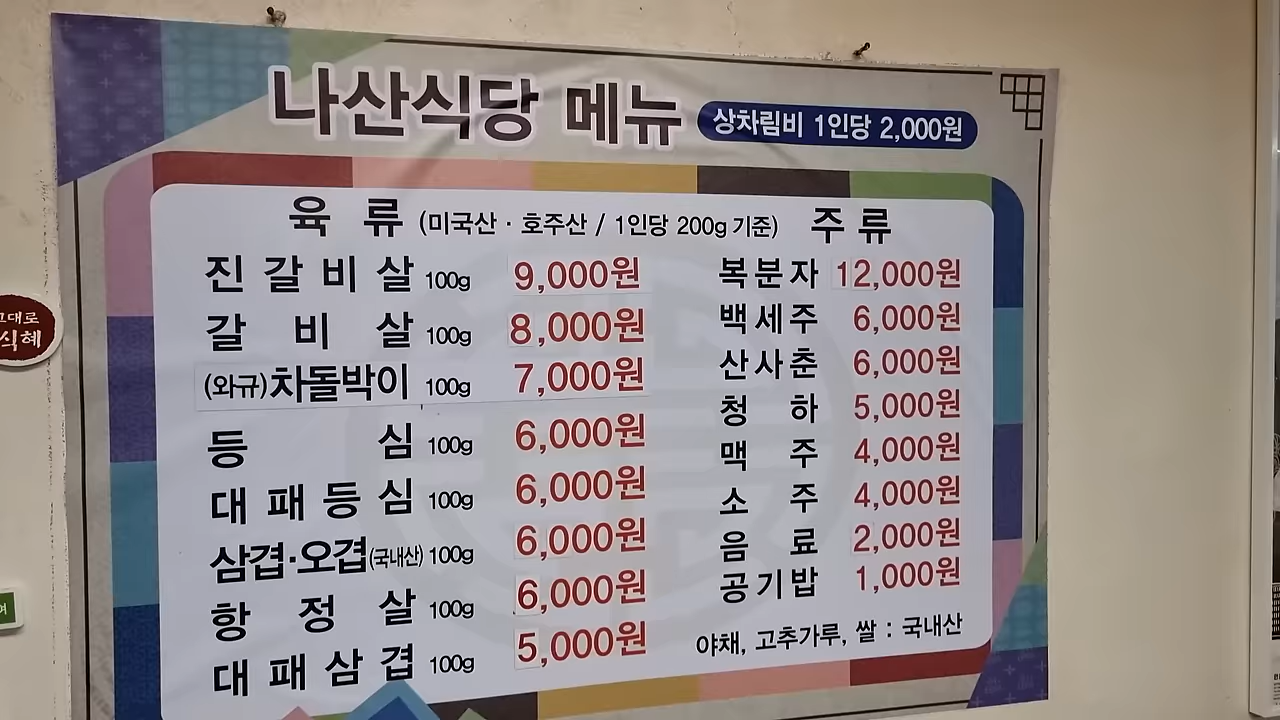 나산식당 메뉴
상차림비 1인당 2,000원
육류 (미국산 · 호주산 / 1인당 200g 기준)
진갈비살 100g 9,000원
갈비살 100g 8,000원
(와규)차돌박이 100g 7,000원
등심 100g 6,000원
대패등심 100g 6,000원
삼겹·오겹(국내산) 100g 6,000원
항정살 100g 6,000원
대패삼겹 100g 5,000원
주류
복분자 12,000원
백세주 6,000원
산사춘 6,000원
청하 5,000원
맥주 4,000원
소주 4,000원
음료 2,000원
공기밥 1,000원
야채, 고추가루, 쌀 : 국내산
식혜